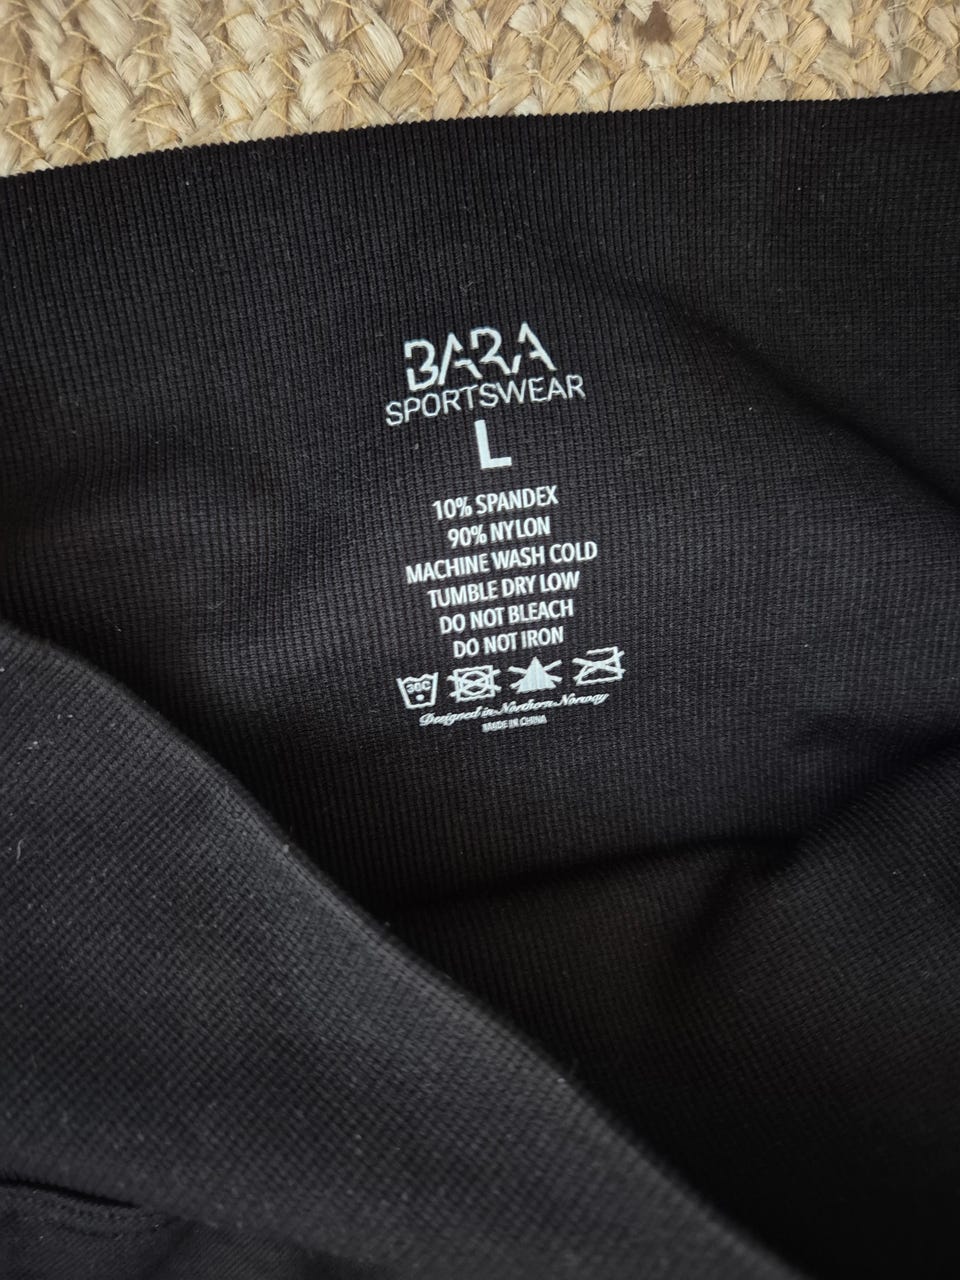 BARA
SPORTSWEAR
L
10% SPANDEX
90% NYLON
MACHINE WASH COLD
TUMBLE DRY LOW
DO NOT BLEACH
DO NOT IRON
30C
Designed in Northern Norway
MADE IN CHINA